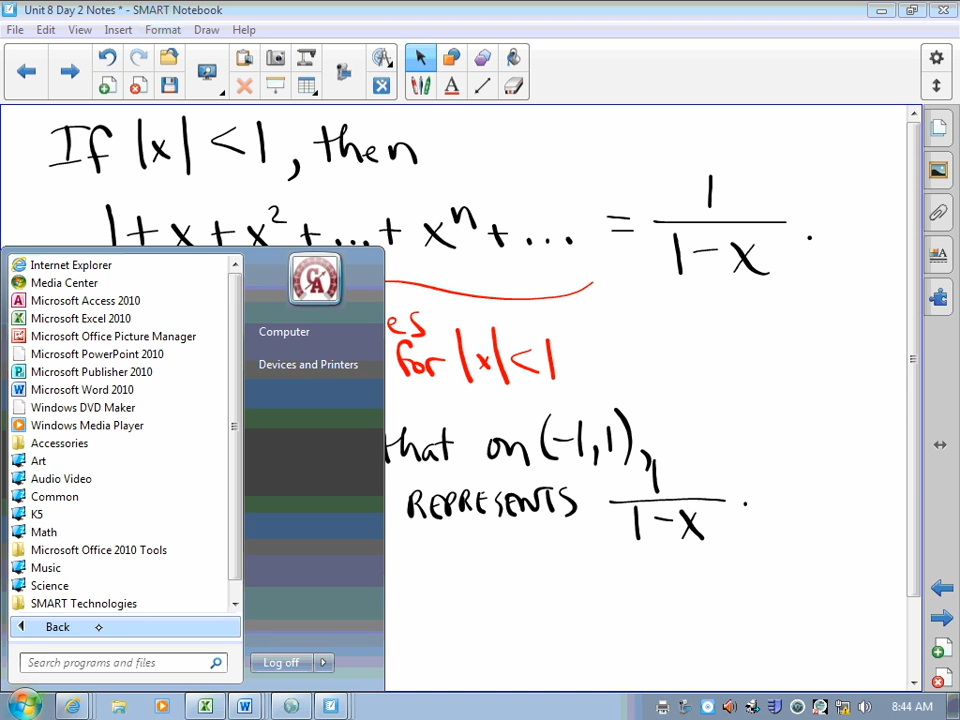 Unit 8 Day 2 Notes * - SMART Notebook
File Edit View Insert Format Draw Help
If |x| < 1, then
1 + x + x² + ... + xⁿ + ... = 1/(1-x) .
es
for |x| < 1
that on (-1,1),
REPRESENTS 1/(1-x) .
Internet Explorer
Media Center
Microsoft Access 2010
Microsoft Excel 2010
Microsoft Office Picture Manager
Microsoft PowerPoint 2010
Microsoft Publisher 2010
Microsoft Word 2010
Windows DVD Maker
Windows Media Player
Accessories
Art
Audio Video
Common
K5
Math
Microsoft Office 2010 Tools
Music
Science
SMART Technologies
Back
Search programs and files
Computer
Devices and Printers
Log off
8:44 AM